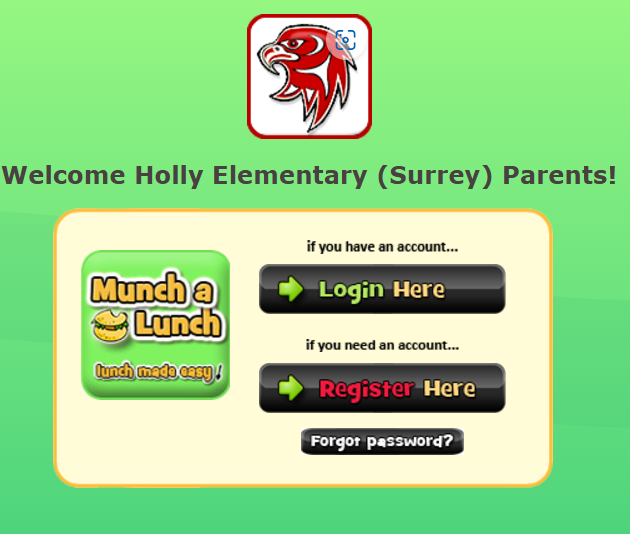 Welcome Holly Elementary (Surrey) Parents!
if you have an account...
Login Here
Munch a
Lunch
lunch made easy!
if you need an account...
Register Here
Forgot password?